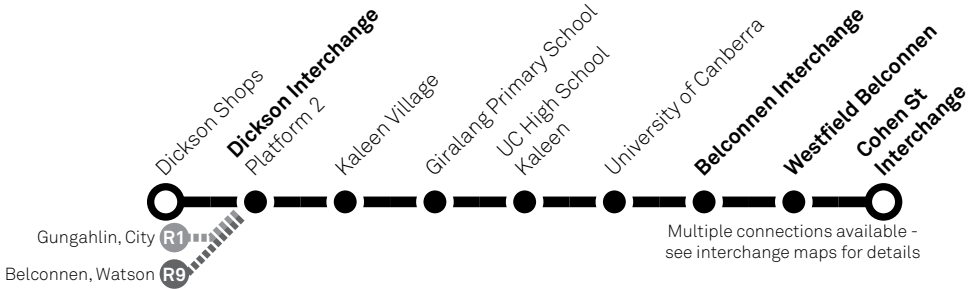 Dickson Shops
Dickson Interchange
Platform 2
Kaleen Village
Giralang Primary School
UC High School
Kaleen
University of Canberra
Belconnen Interchange
Westfield Belconnen
Cohen St
Interchange
Gungahlin, City R1
Belconnen, Watson R9
Multiple connections available -
see interchange maps for details